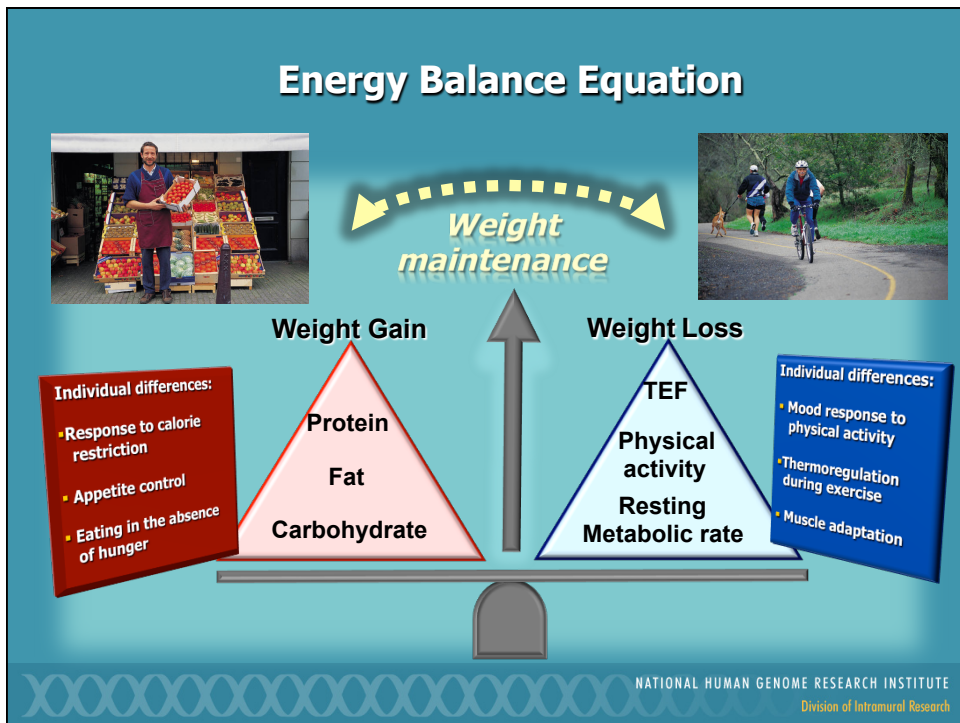 Energy Balance Equation
Weight
maintenance
Weight Gain
Weight Loss
Individual differences:
▪Response to calorie
restriction
▪ Appetite control
▪ Eating in the absence
of hunger
Protein
Fat
Carbohydrate
TEF
Physical
activity
Resting
Metabolic rate
Individual differences:
▪ Mood response to
physical activity
▪Thermoregulation
during exercise
▪ Muscle adaptation
NATIONAL HUMAN GENOME RESEARCH INSTITUTE
Division of Intramural Research